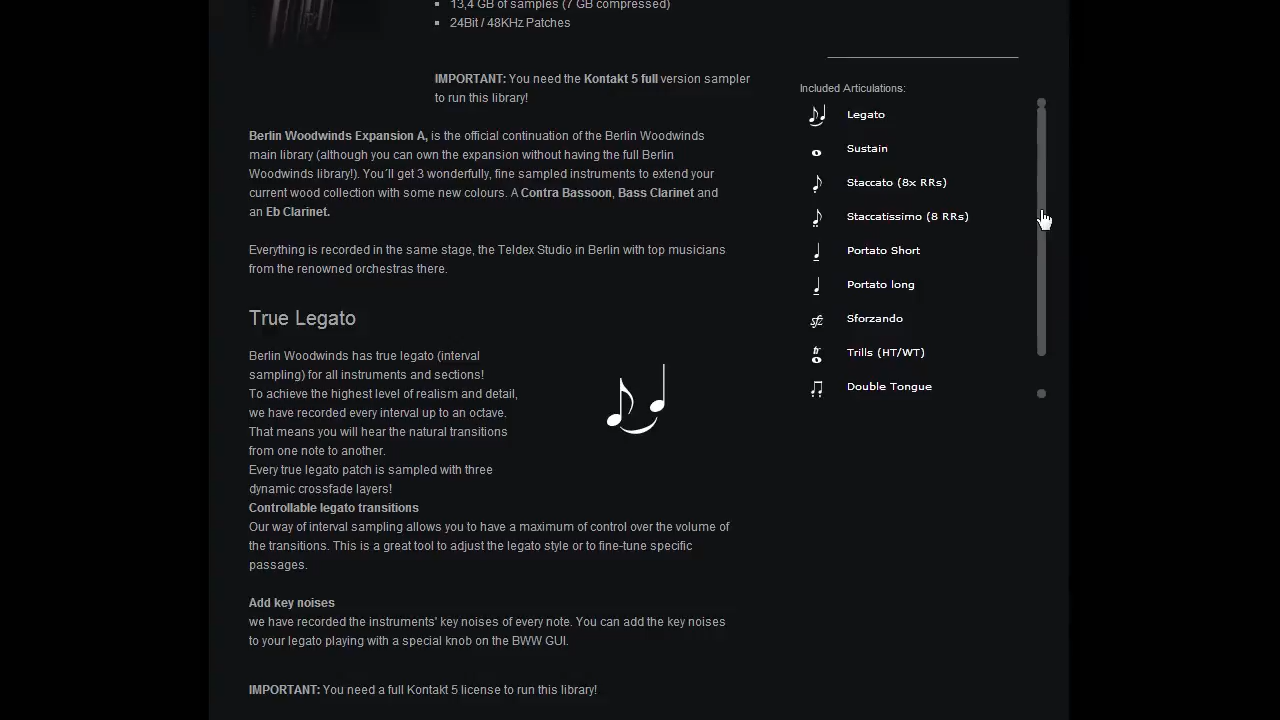 13,4 GB of samples (7 GB compressed)
24Bit / 48KHz Patches
IMPORTANT: You need the Kontakt 5 full version sampler
to run this library!
Berlin Woodwinds Expansion A, is the official continuation of the Berlin Woodwinds
main library (although you can own the expansion without having the full Berlin
Woodwinds library!). You´ll get 3 wonderfully, fine sampled instruments to extend your
current wood collection with some new colours. A Contra Bassoon, Bass Clarinet and
an Eb Clarinet.
Everything is recorded in the same stage, the Teldex Studio in Berlin with top musicians
from the renowned orchestras there.
True Legato
Berlin Woodwinds has true legato (interval
sampling) for all instruments and sections!
To achieve the highest level of realism and detail,
we have recorded every interval up to an octave.
That means you will hear the natural transitions
from one note to another.
Every true legato patch is sampled with three
dynamic crossfade layers!
Controllable legato transitions
Our way of interval sampling allows you to have a maximum of control over the volume of
the transitions. This is a great tool to adjust the legato style or to fine-tune specific
passages.
Add key noises
we have recorded the instruments' key noises of every note. You can add the key noises
to your legato playing with a special knob on the BWW GUI.
IMPORTANT: You need a full Kontakt 5 license to run this library!
Included Articulations:
Legato
Sustain
Staccato (8x RRs)
Staccatissimo (8 RRs)
Portato Short
Portato long
sfz Sforzando
tr Trills (HT/WT)
Double Tongue